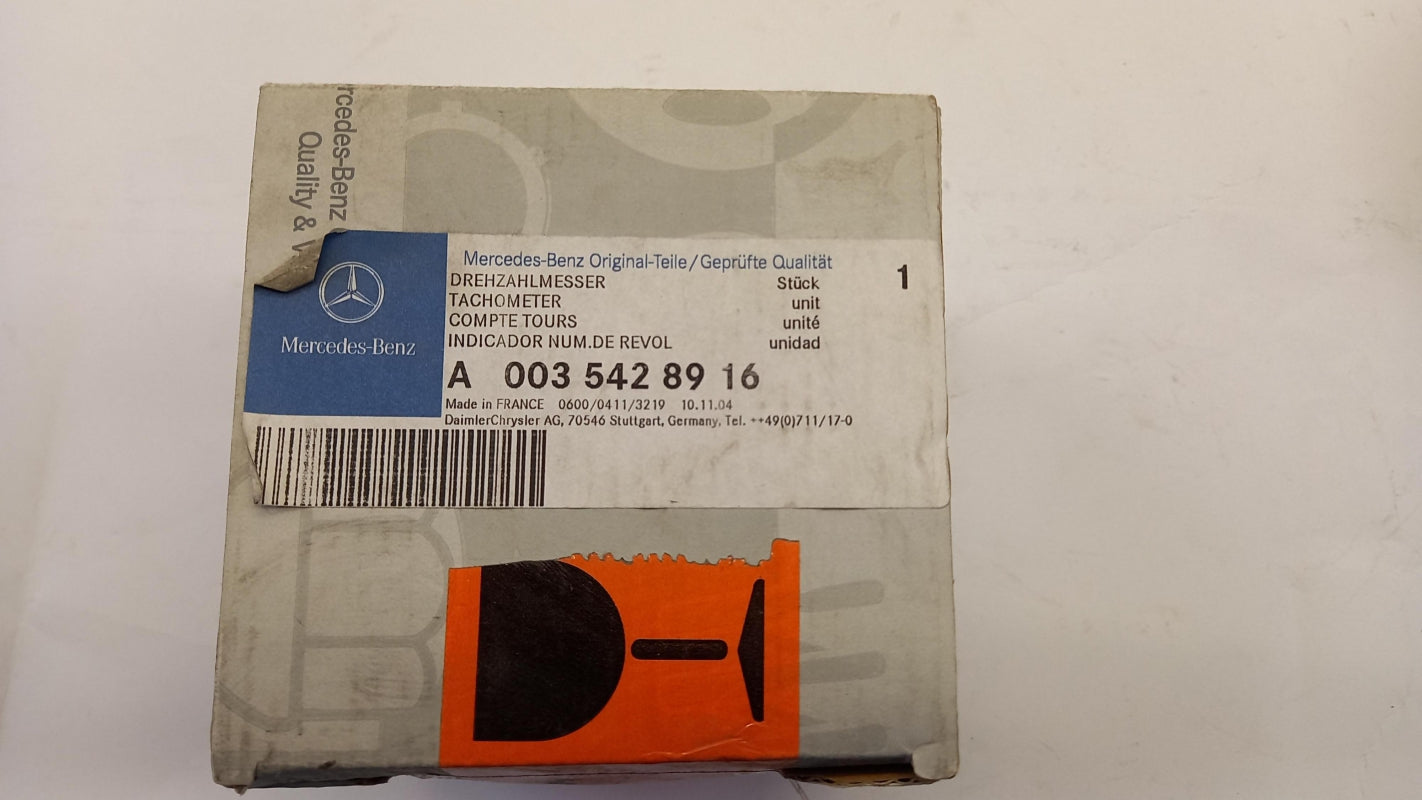 rcedes-Benz
Quality &
Mercedes-Benz
Mercedes-Benz Original-Teile/Geprüfte Qualität
DREHZAHLMESSER Stück 1
TACHOMETER unit
COMPTE TOURS unité
INDICADOR NUM.DE REVOL unidad
A 003 542 89 16
Made in FRANCE 0600/0411/3219 10.11.04
DaimlerChrysler AG, 70546 Stuttgart, Germany, Tel. ++49(0)711/17-0